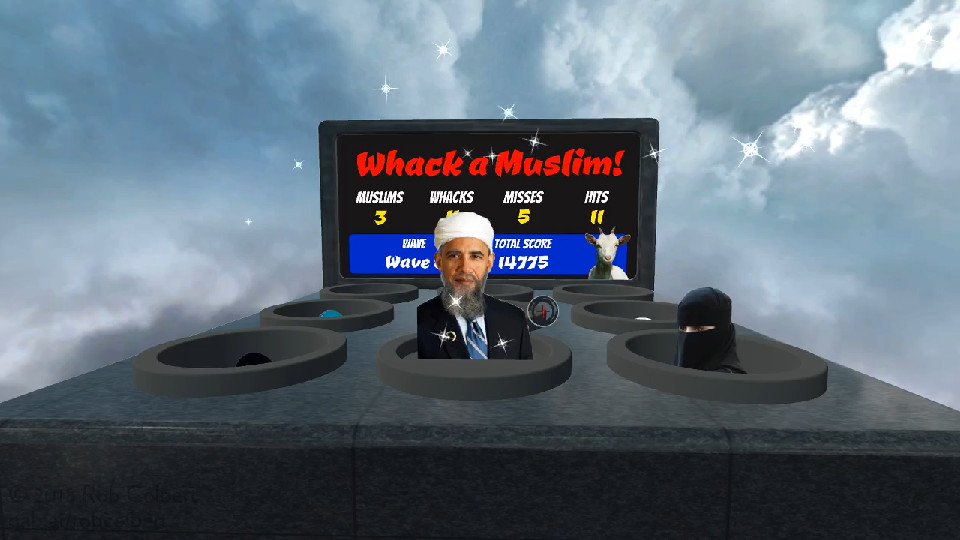 Whack a Muslim!
MUSLIMS WHACKS MISSES HITS
3 5 11
WAVE TOTAL SCORE
Wave 14775